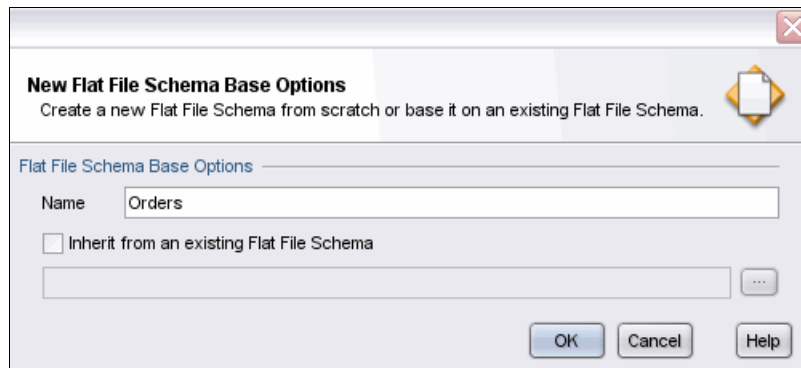 New Flat File Schema Base Options
Create a new Flat File Schema from scratch or base it on an existing Flat File Schema.
Flat File Schema Base Options
Name Orders
Inherit from an existing Flat File Schema
...
OK Cancel Help